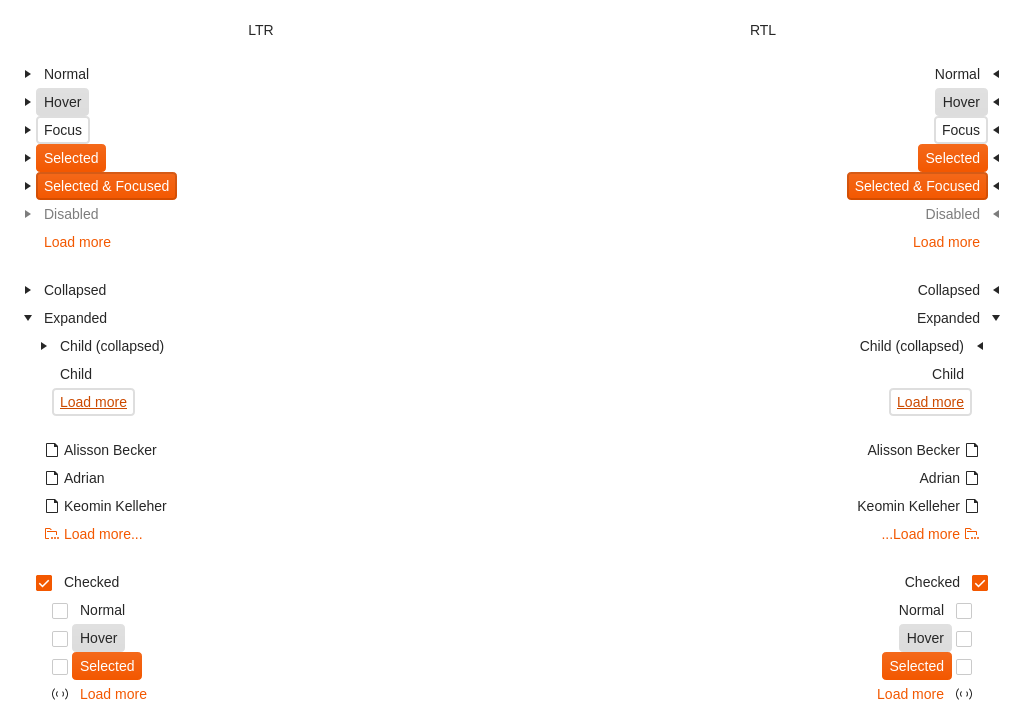 LTR
Normal
Hover
Focus
Selected
Selected & Focused
Disabled
Load more
Collapsed
Expanded
Child (collapsed)
Child
Load more
Alisson Becker
Adrian
Keomin Kelleher
Load more...
Checked
Normal
Hover
Selected
Load more
RTL
Normal
Hover
Focus
Selected
Selected & Focused
Disabled
Load more
Collapsed
Expanded
Child (collapsed)
Child
Load more
Alisson Becker
Adrian
Keomin Kelleher
...Load more
Checked
Normal
Hover
Selected
Load more